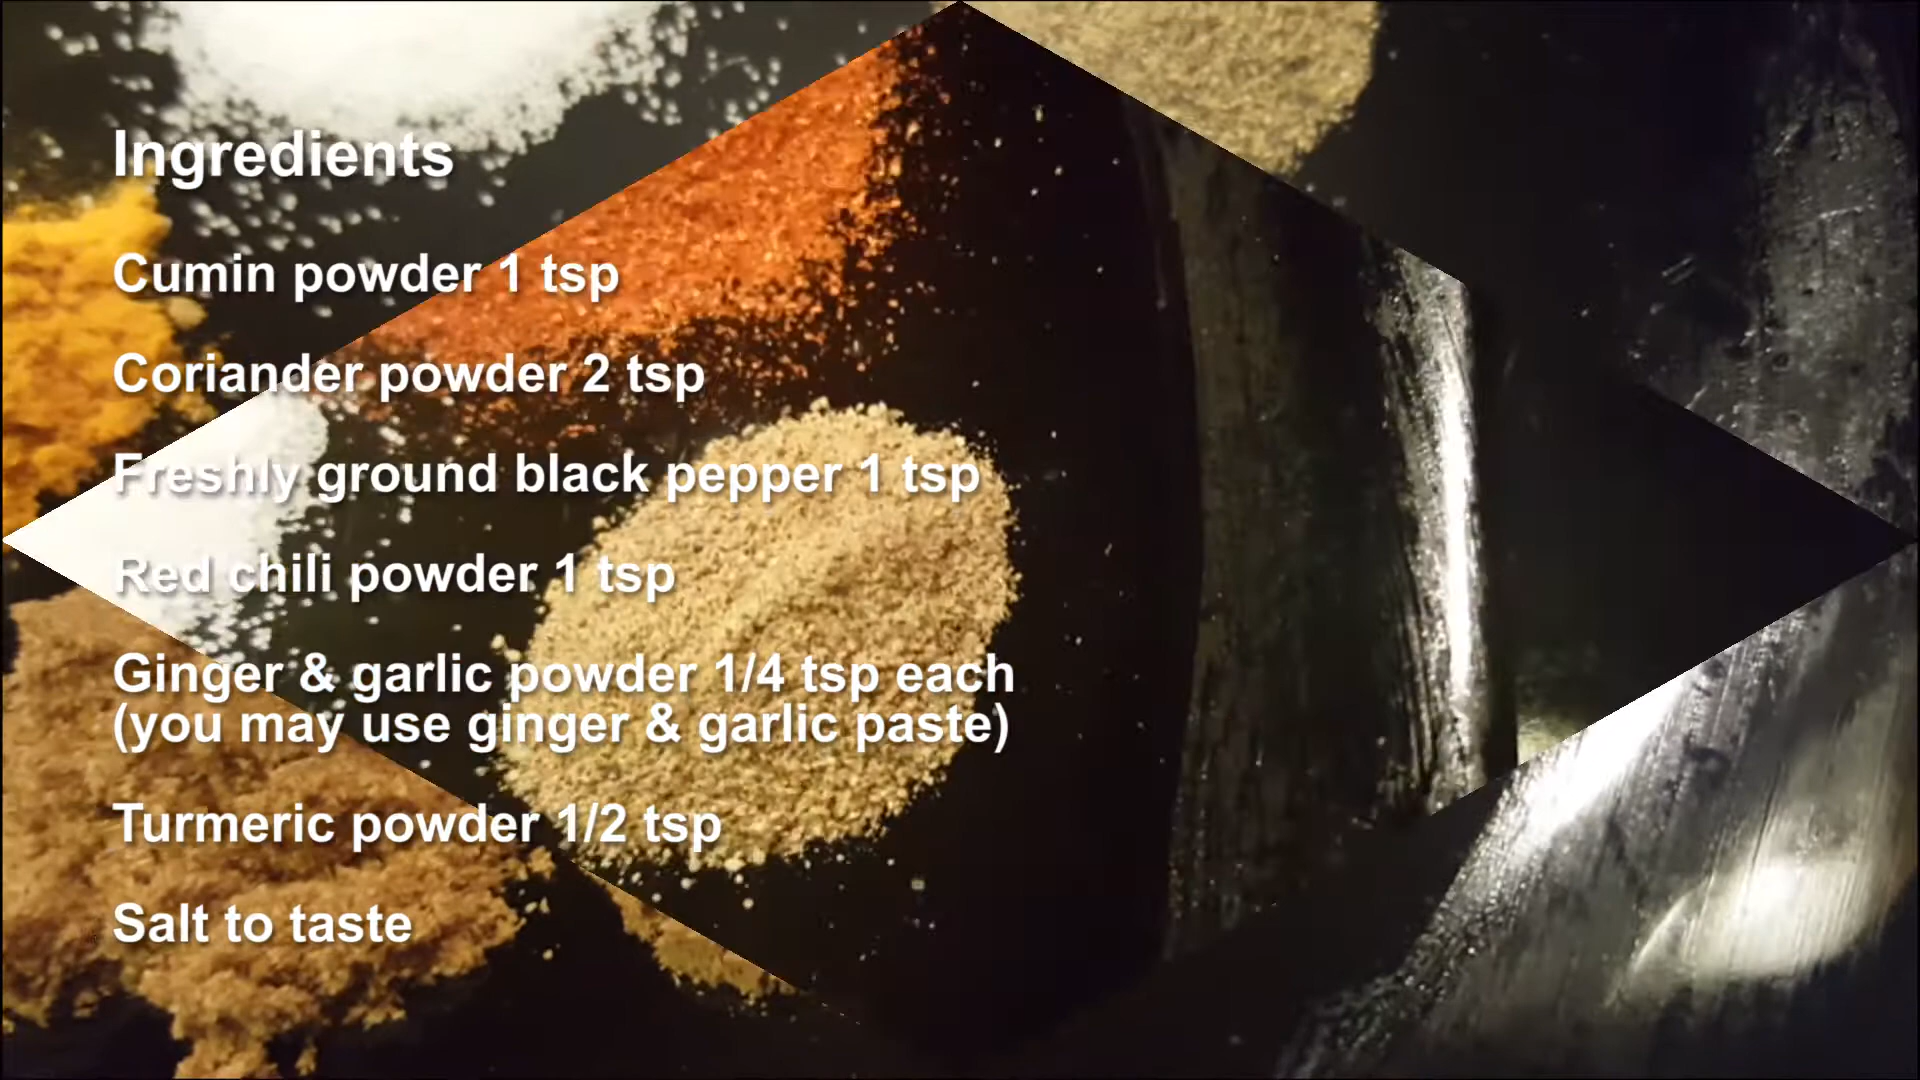 Ingredients
Cumin powder 1 tsp
Coriander powder 2 tsp
Freshly ground black pepper 1 tsp
Red chili powder 1 tsp
Ginger & garlic powder 1/4 tsp each
(you may use ginger & garlic paste)
Turmeric powder 1/2 tsp
Salt to taste